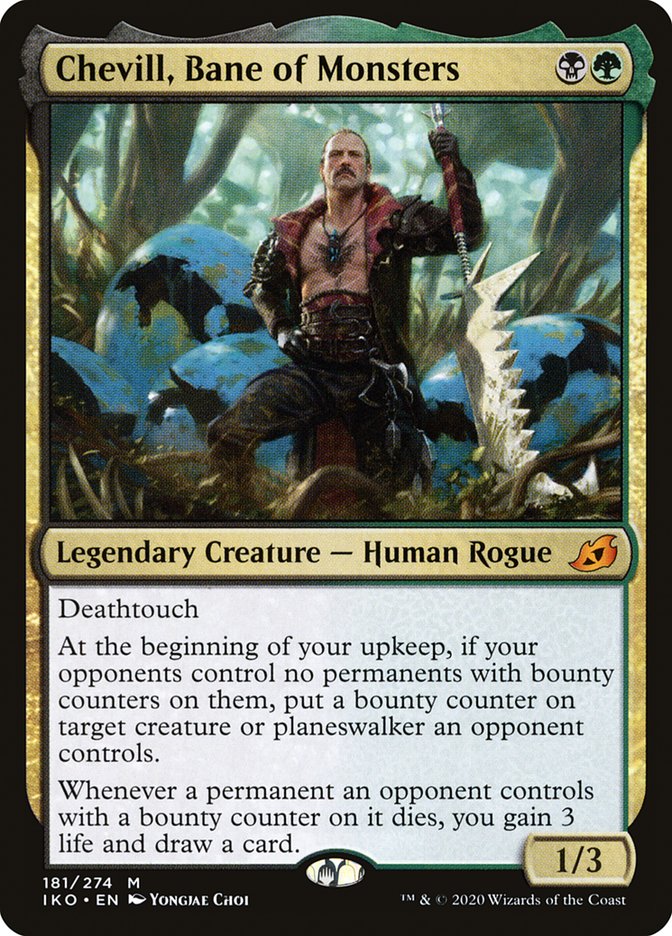 Chevill, Bane of Monsters
Legendary Creature — Human Rogue
Deathtouch
At the beginning of your upkeep, if your
opponents control no permanents with bounty
counters on them, put a bounty counter on
target creature or planeswalker an opponent
controls.
Whenever a permanent an opponent controls
with a bounty counter on it dies, you gain 3
life and draw a card.
1/3
181/274 M
IKO • EN Yongjae Choi
™ & © 2020 Wizards of the Coast